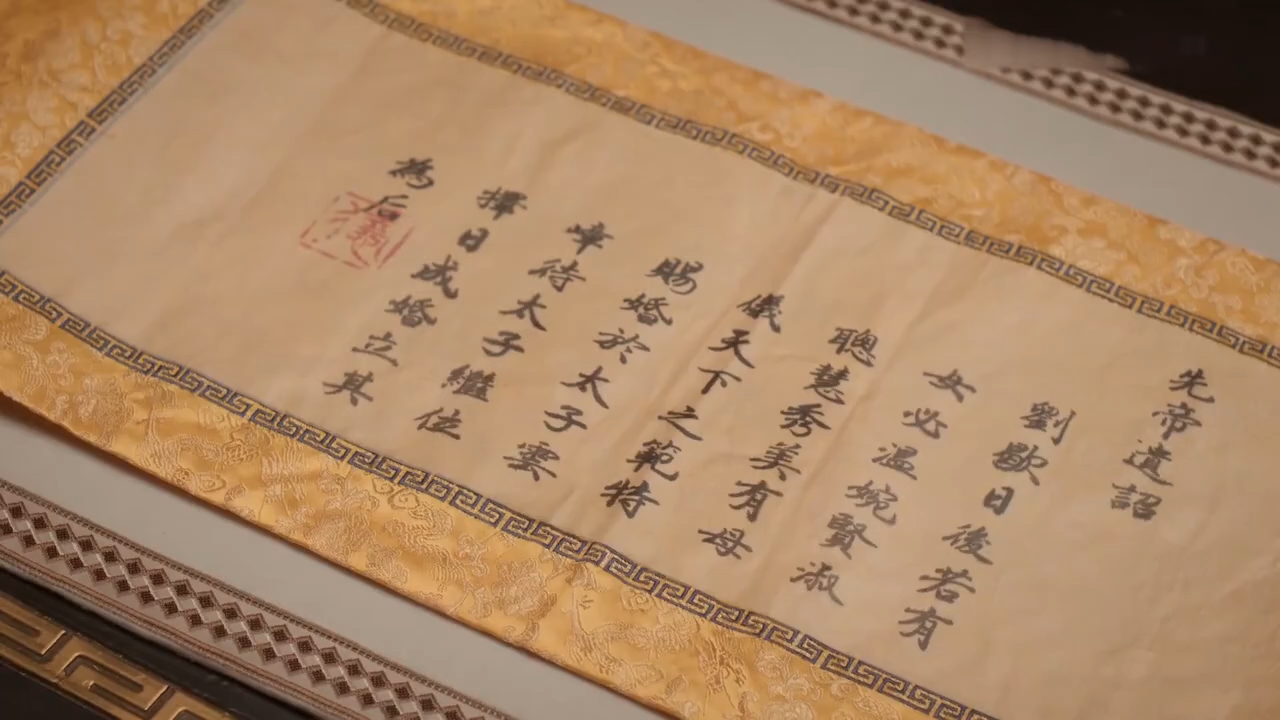 先帝遺詔
劉歇日後若有
女必溫婉賢淑
聰慧秀美有母
儀天下之範特
賜婚於太子雲
啐待太子繼位
擇日成婚立其
為后